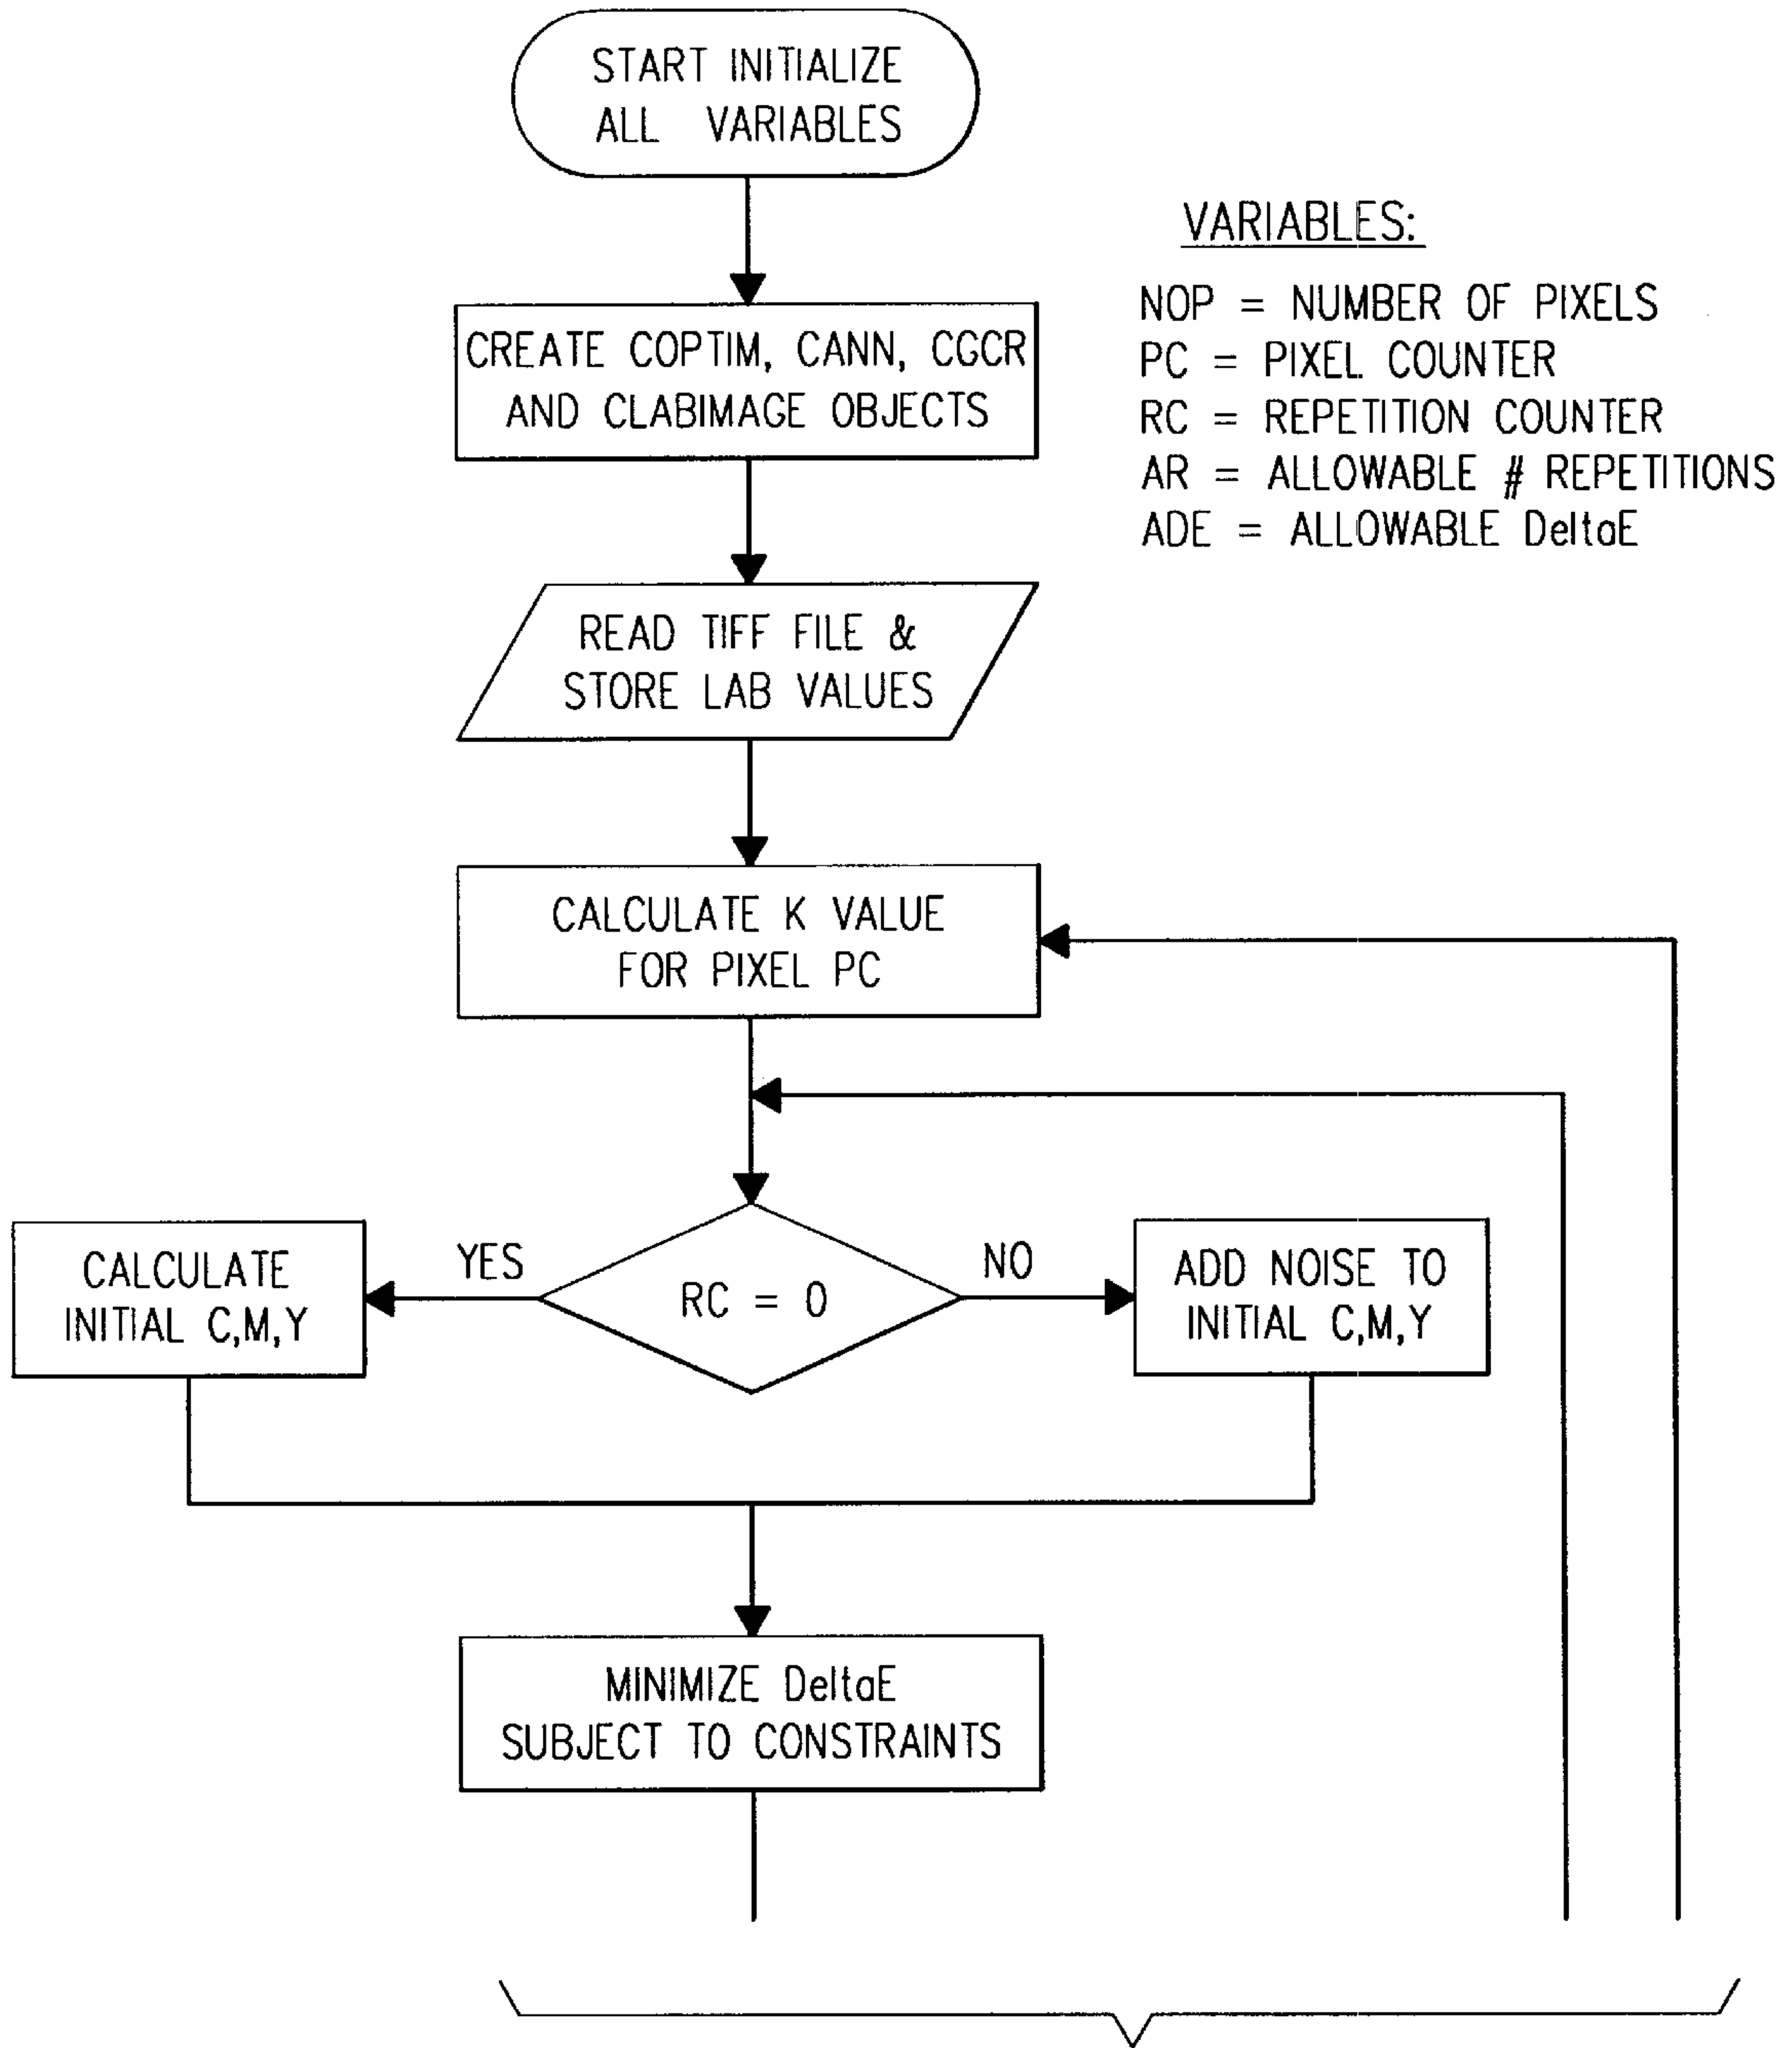 START INITIALIZE
ALL VARIABLES
VARIABLES:
NOP = NUMBER OF PIXELS
PC = PIXEL COUNTER
RC = REPETITION COUNTER
AR = ALLOWABLE # REPETITIONS
ADE = ALLOWABLE DeltaE
CREATE COPTIM, CANN, CGCR
AND CLABIMAGE OBJECTS
READ TIFF FILE &
STORE LAB VALUES
CALCULATE K VALUE
FOR PIXEL PC
CALCULATE
INITIAL C,M,Y
YES
RC = 0
NO
ADD NOISE TO
INITIAL C,M,Y
MINIMIZE DeltaE
SUBJECT TO CONSTRAINTS